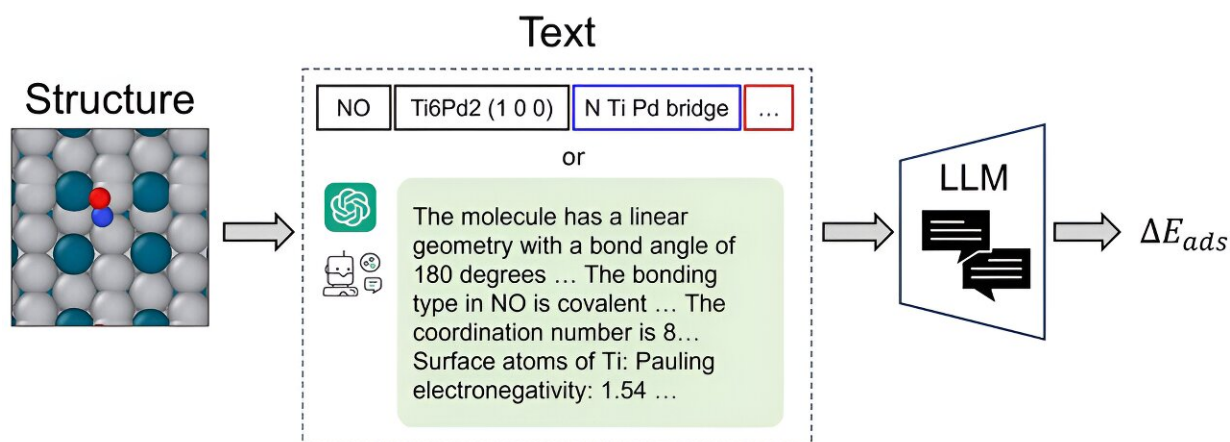 Text
Structure
NO Ti6Pd2 (1 0 0) N Ti Pd bridge ...
or
The molecule has a linear
geometry with a bond angle of
180 degrees ... The bonding
type in NO is covalent ... The
coordination number is 8...
Surface atoms of Ti: Pauling
electronegativity: 1.54 ...
LLM
ΔE_ads